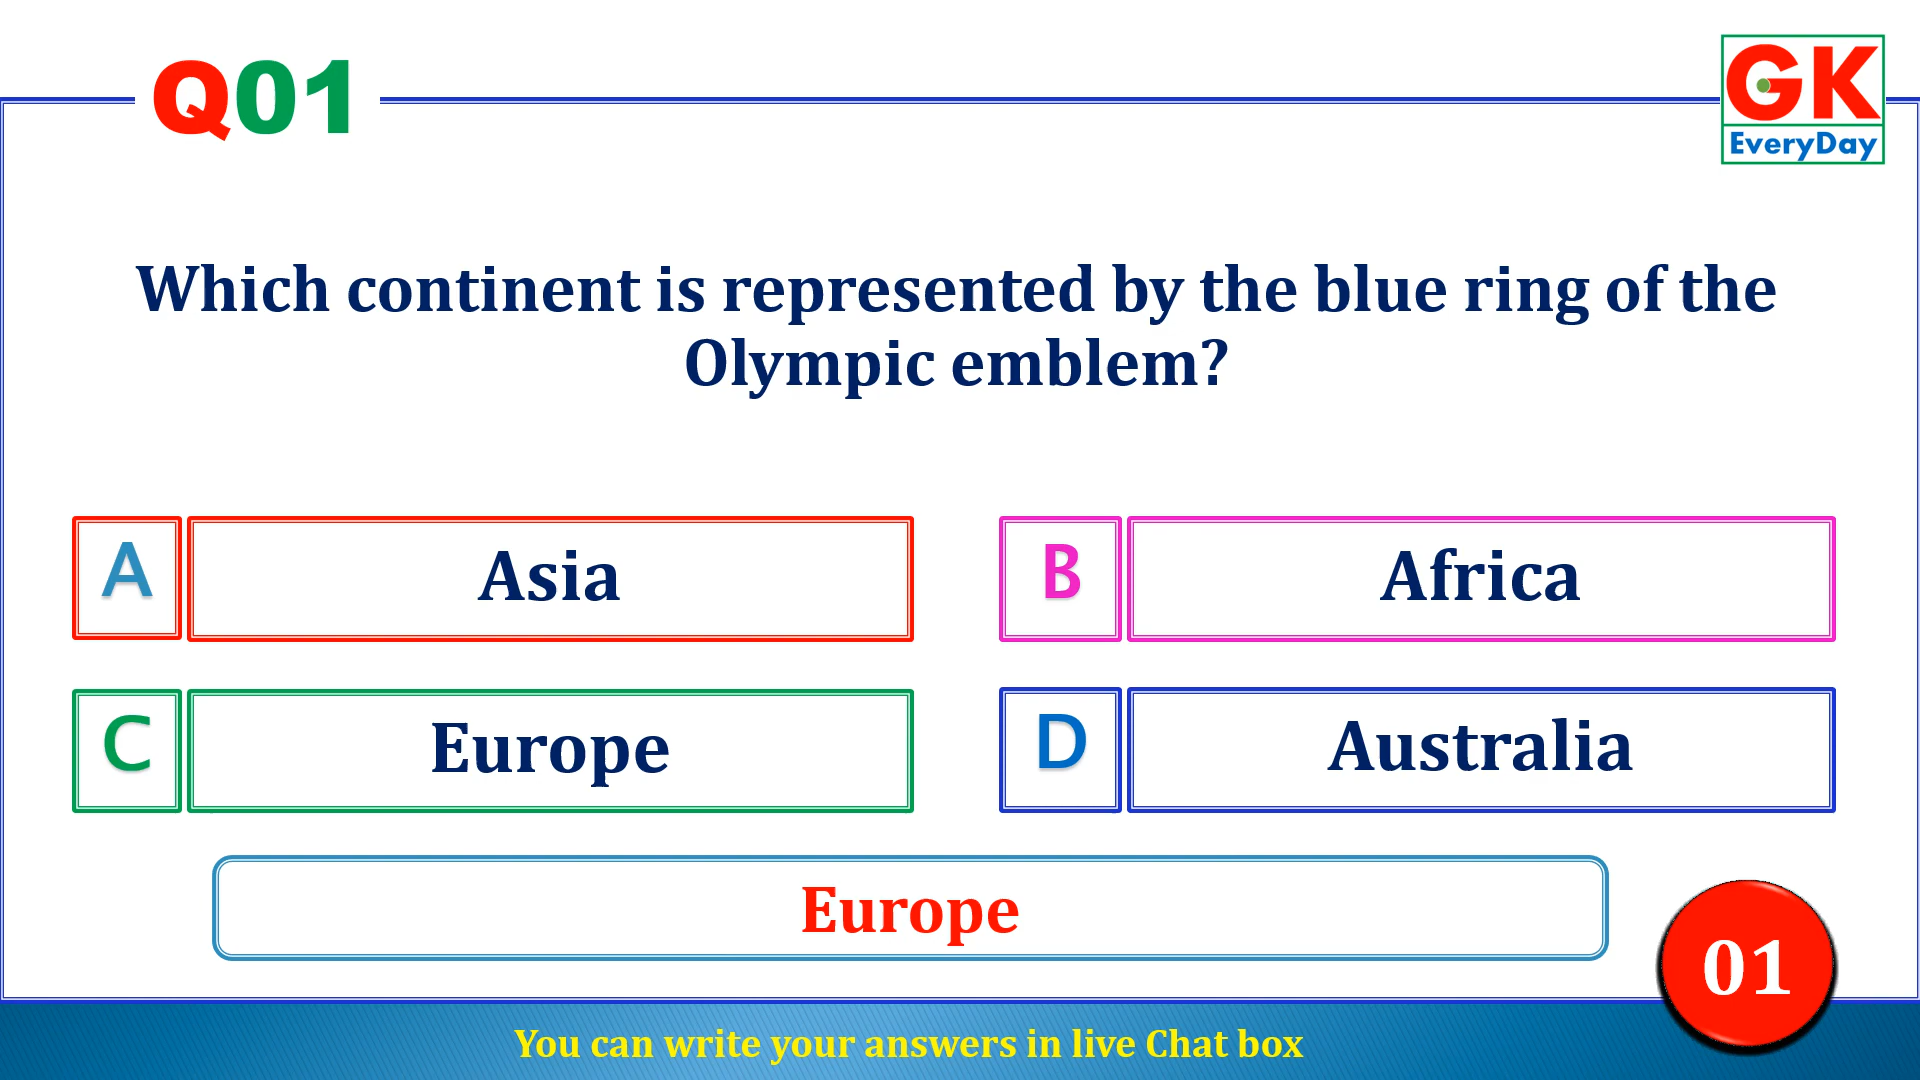 Q01
GK
EveryDay
Which continent is represented by the blue ring of the
Olympic emblem?
A
Asia
B
Africa
C
Europe
D
Australia
Europe
01
You can write your answers in live Chat box